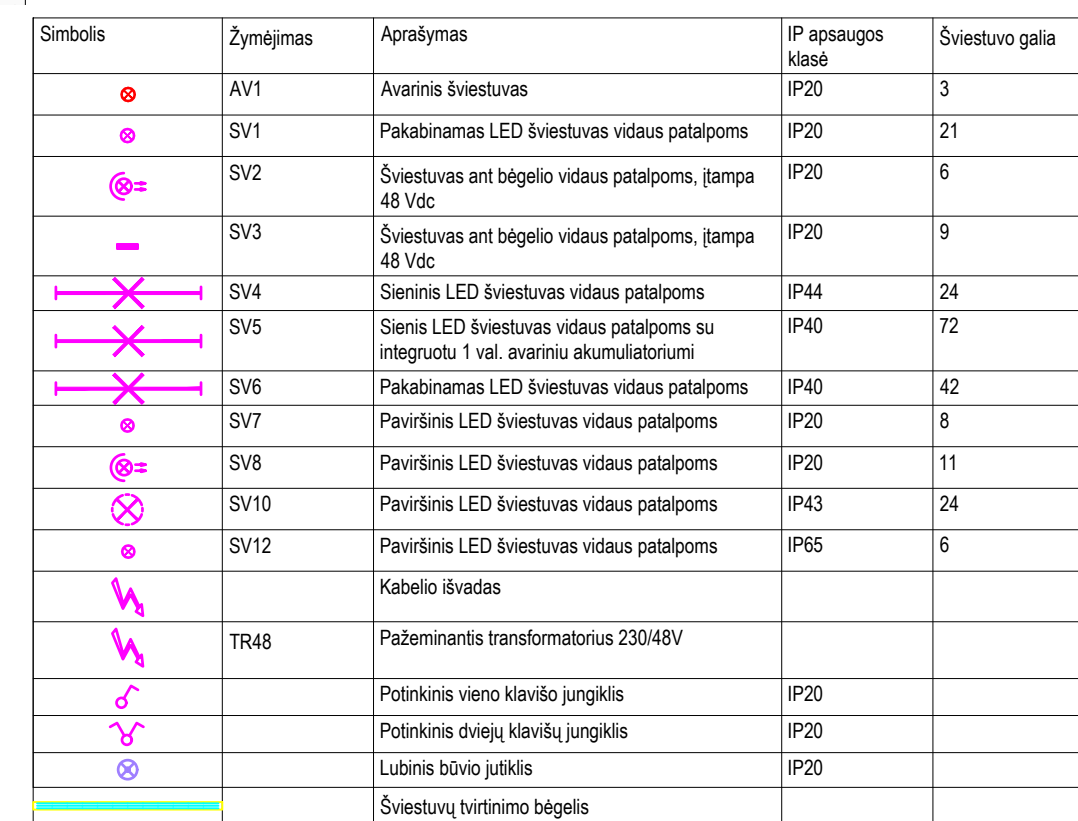 Simbolis Žymėjimas Aprašymas IP apsaugos klasė Šviestuvo galia
AV1 Avarinis šviestuvas IP20 3
SV1 Pakabinamas LED šviestuvas vidaus patalpoms IP20 21
SV2 Šviestuvas ant bėgelio vidaus patalpoms, įtampa
48 Vdc IP20 6
SV3 Šviestuvas ant bėgelio vidaus patalpoms, įtampa
48 Vdc IP20 9
SV4 Sieninis LED šviestuvas vidaus patalpoms IP44 24
SV5 Sienis LED šviestuvas vidaus patalpoms su
integruotu 1 val. avariniu akumuliatoriumi IP40 72
SV6 Pakabinamas LED šviestuvas vidaus patalpoms IP40 42
SV7 Paviršinis LED šviestuvas vidaus patalpoms IP20 8
SV8 Paviršinis LED šviestuvas vidaus patalpoms IP20 11
SV10 Paviršinis LED šviestuvas vidaus patalpoms IP43 24
SV12 Paviršinis LED šviestuvas vidaus patalpoms IP65 6
Kabelio išvadas
TR48 Pažeminantis transformatorius 230/48V
Potinkinis vieno klavišo jungiklis IP20
Potinkinis dviejų klavišų jungiklis IP20
Lubinis būvio jutiklis IP20
Šviestuvų tvirtinimo bėgelis